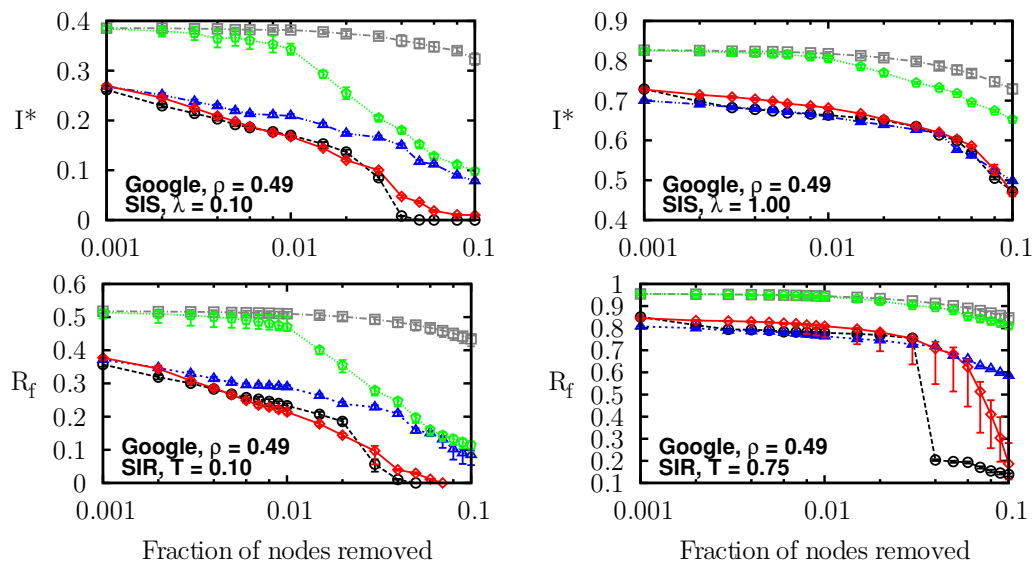 0.4
0.3
0.2
0.1
0
I*
Google, ρ = 0.49
SIS, λ = 0.10
0.001
0.01
0.1
0.9
0.8
0.7
0.6
0.5
0.4
I*
Google, ρ = 0.49
SIS, λ = 1.00
0.001
0.01
0.1
0.6
0.5
0.4
0.3
0.2
0.1
0
R_f
Google, ρ = 0.49
SIR, T = 0.10
0.001
0.01
0.1
Fraction of nodes removed
1
0.9
0.8
0.7
0.6
0.5
0.4
0.3
0.2
0.1
R_f
Google, ρ = 0.49
SIR, T = 0.75
0.001
0.01
0.1
Fraction of nodes removed